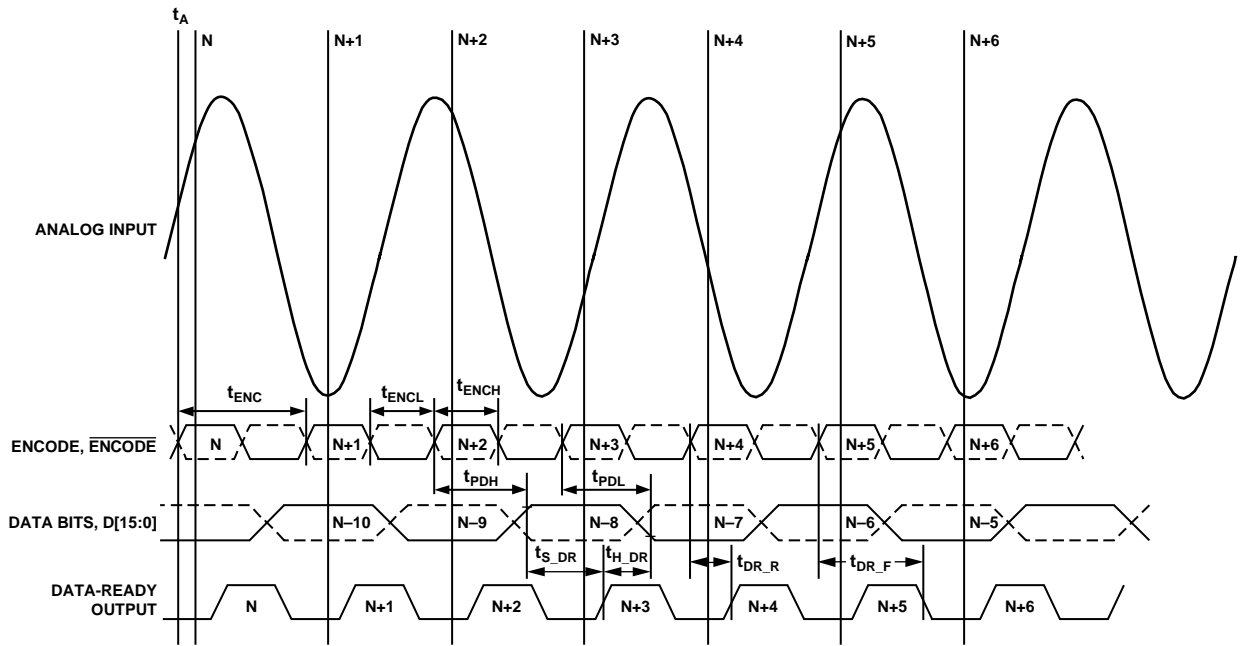 tA
N N+1 N+2 N+3 N+4 N+5 N+6
ANALOG INPUT
tENC tENCL tENCH
ENCODE, ENCODE N N+1 N+2 N+3 N+4 N+5 N+6
tPDH tPDL
DATA BITS, D[15:0] N–10 N–9 N–8 N–7 N–6 N–5
tS_DR tH_DR tDR_R tDR_F
DATA-READY
OUTPUT
N N+1 N+2 N+3 N+4 N+5 N+6